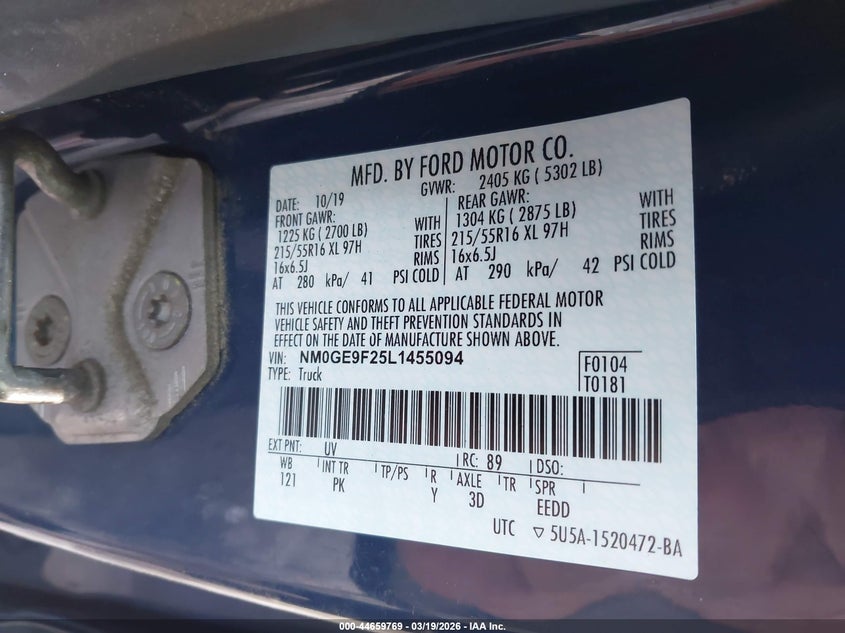 MFD. BY FORD MOTOR CO.
DATE: 10/19 GVWR: 2405 KG ( 5302 LB)
FRONT GAWR: REAR GAWR: WITH
1225 KG ( 2700 LB) WITH 1304 KG ( 2875 LB) TIRES
215/55R16 XL 97H TIRES 215/55R16 XL 97H RIMS
16x6.5J RIMS 16x6.5J
AT 280 kPa/ 41 PSI COLD AT 290 kPa/ 42 PSI COLD
THIS VEHICLE CONFORMS TO ALL APPLICABLE FEDERAL MOTOR
VEHICLE SAFETY AND THEFT PREVENTION STANDARDS IN
EFFECT ON THE DATE OF MANUFACTURE SHOWN ABOVE.
VIN: NM0GE9F25L1455094 F0104
TYPE: Truck T0181
EXT PNT: UV RC: 89 DSO:
WB INT TR TP/PS R AXLE TR SPR
121 PK Y 3D EEDD
UTC ▽ 5U5A-1520472-BA
000-44659769 - 03/19/2026 - IAA Inc.